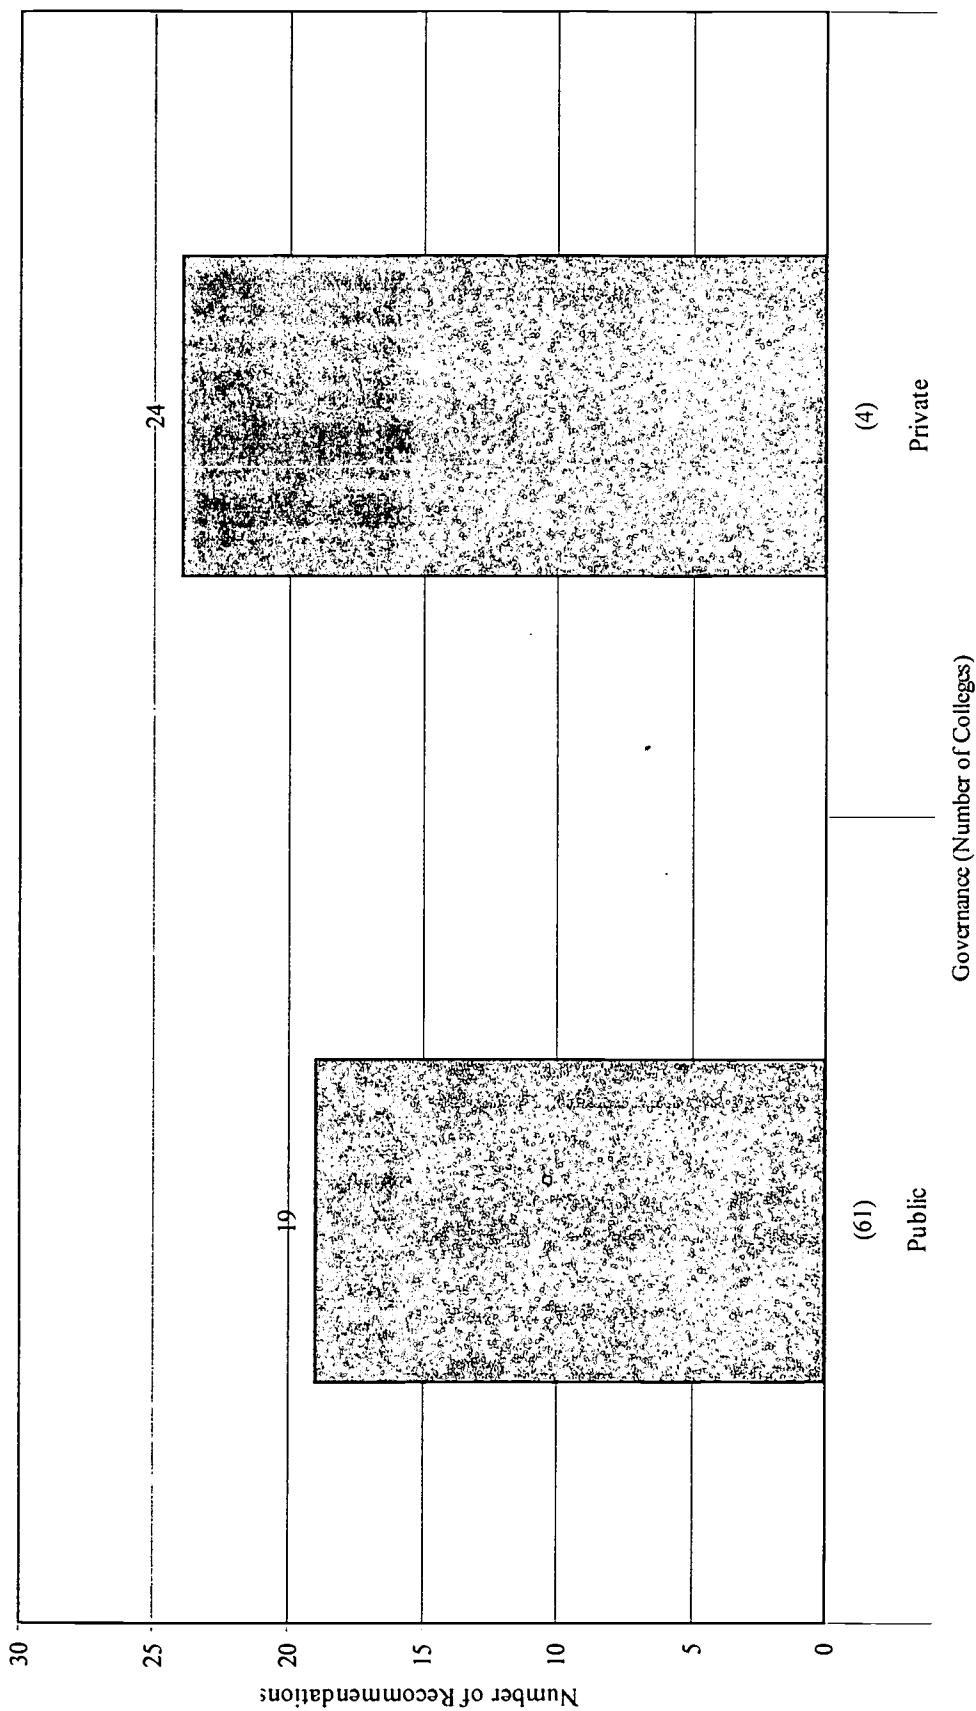 Number of Recommendations
30
25
20
15
10
5
0
19
24
(61)
(4)
Public
Private
Governance (Number of Colleges)